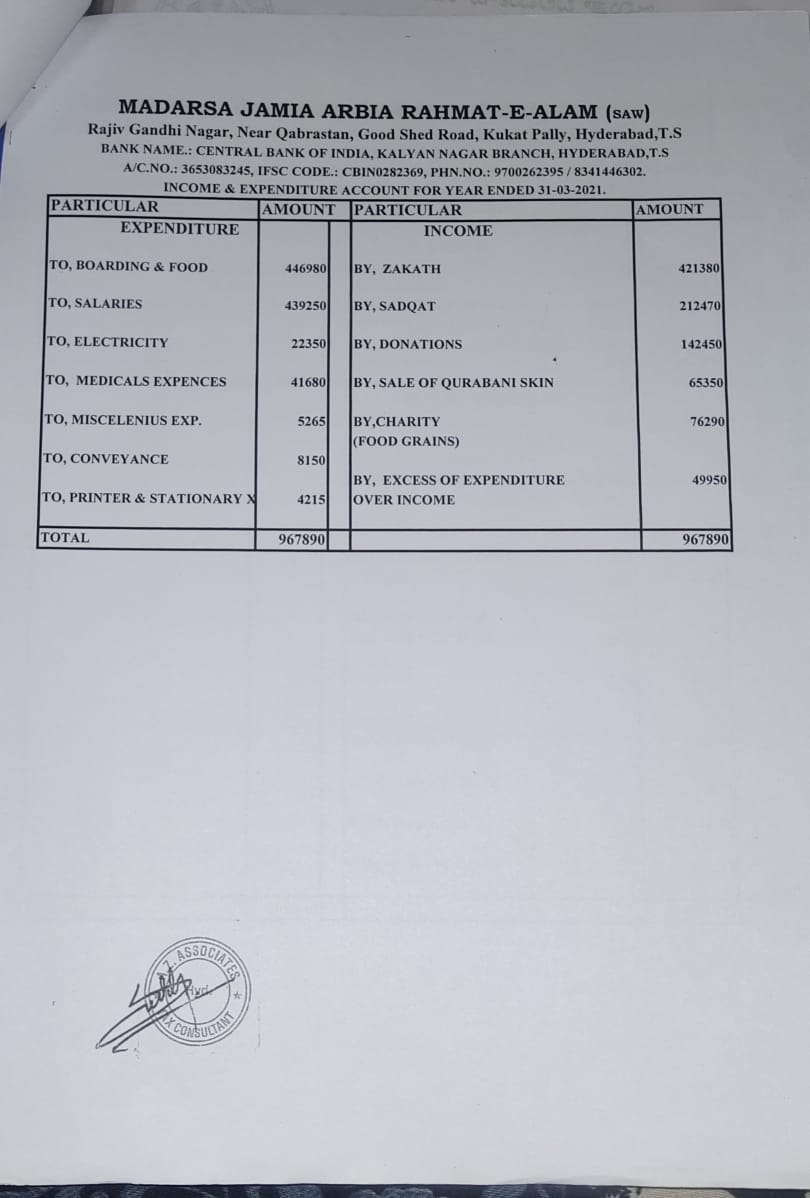 MADARSA JAMIA ARBIA RAHMAT-E-ALAM (SAW)
Rajiv Gandhi Nagar, Near Qabrastan, Good Shed Road, Kukat Pally, Hyderabad,T.S
BANK NAME.: CENTRAL BANK OF INDIA, KALYAN NAGAR BRANCH, HYDERABAD,T.S
A/C.NO.: 3653083245, IFSC CODE.: CBIN0282369, PHN.NO.: 9700262395 / 8341446302.
INCOME & EXPENDITURE ACCOUNT FOR YEAR ENDED 31-03-2021.
PARTICULAR AMOUNT PARTICULAR AMOUNT
EXPENDITURE INCOME
TO, BOARDING & FOOD 446980 BY, ZAKATH 421380
TO, SALARIES 439250 BY, SADQAT 212470
TO, ELECTRICITY 22350 BY, DONATIONS 142450
TO, MEDICALS EXPENCES 41680 BY, SALE OF QURABANI SKIN 65350
TO, MISCELENIUS EXP. 5265 BY,CHARITY 76290
(FOOD GRAINS)
TO, CONVEYANCE 8150
BY, EXCESS OF EXPENDITURE 49950
TO, PRINTER & STATIONARY X 4215 OVER INCOME
TOTAL 967890 967890
ASSOCIATES
Hyd.
CONSULTANT